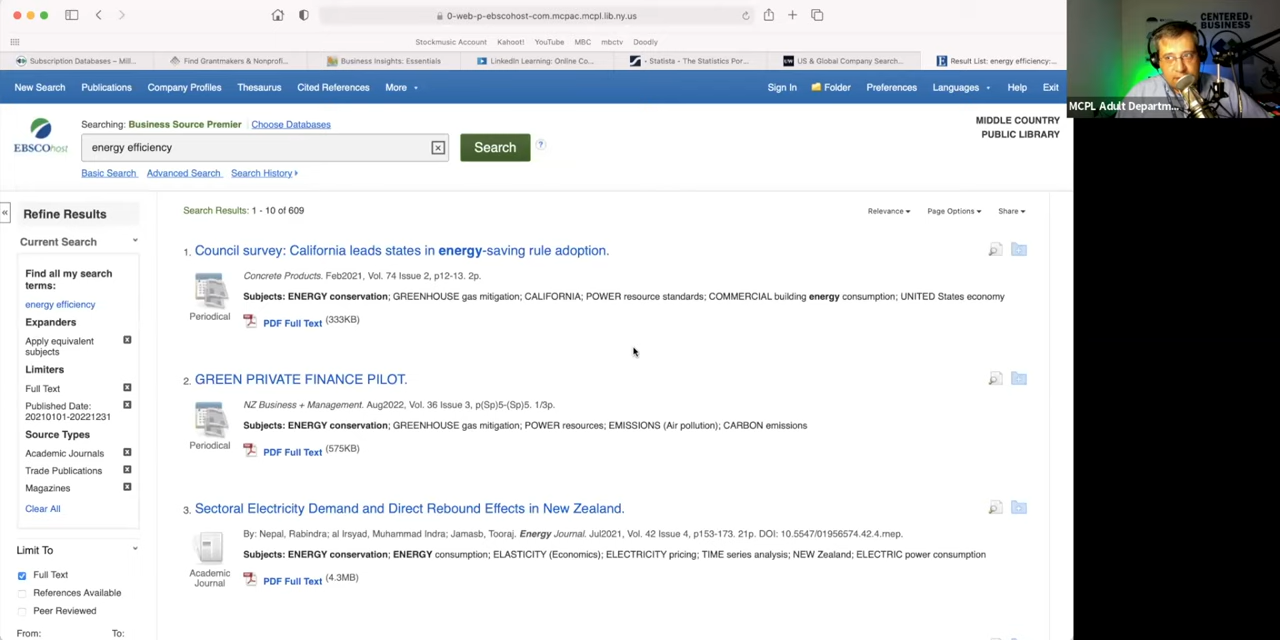 0-web-p-ebscohost-com.mcpac.mcpl.lib.ny.us
Stockmusic Account Kahoot! YouTube MBC mbctv Doodly
Subscription Databases – Mill... Find Grantmakers & Nonprofi... Business Insights: Essentials LinkedIn Learning: Online Co... - Statista - The Statistics Por... US & Global Company Search... Result List: energy efficiency:...
New Search Publications Company Profiles Thesaurus Cited References More Sign In Folder Preferences Languages Help Exit
CENTERED
BUSINESS
MCPL Adult Departm...
Searching: Business Source Premier Choose Databases
MIDDLE COUNTRY
PUBLIC LIBRARY
EBSCOhost
energy efficiency
Search
Basic Search Advanced Search Search History
Refine Results
Search Results: 1 - 10 of 609
Relevance Page Options Share
Current Search
Find all my search
terms:
energy efficiency
Expanders
Apply equivalent
subjects
Limiters
Full Text
Published Date:
20210101-20221231
Source Types
Academic Journals
Trade Publications
Magazines
Clear All
Limit To
Full Text
References Available
Peer Reviewed
From: To:
1. Council survey: California leads states in energy-saving rule adoption.
Concrete Products. Feb2021, Vol. 74 Issue 2, p12-13. 2p.
Subjects: ENERGY conservation; GREENHOUSE gas mitigation; CALIFORNIA; POWER resource standards; COMMERCIAL building energy consumption; UNITED States economy
Periodical
PDF Full Text (333KB)
2. GREEN PRIVATE FINANCE PILOT.
NZ Business + Management. Aug2022, Vol. 36 Issue 3, p(Sp)5-(Sp)5. 1/3p.
Subjects: ENERGY conservation; GREENHOUSE gas mitigation; POWER resources; EMISSIONS (Air pollution); CARBON emissions
Periodical
PDF Full Text (575KB)
3. Sectoral Electricity Demand and Direct Rebound Effects in New Zealand.
By: Nepal, Rabindra; al Irsyad, Muhammad Indra; Jamasb, Tooraj. Energy Journal. Jul2021, Vol. 42 Issue 4, p153-173. 21p. DOI: 10.5547/01956574.42.4.rnep.
Subjects: ENERGY conservation; ENERGY consumption; ELASTICITY (Economics); ELECTRICITY pricing; TIME series analysis; NEW Zealand; ELECTRIC power consumption
Academic
Journal
PDF Full Text (4.3MB)